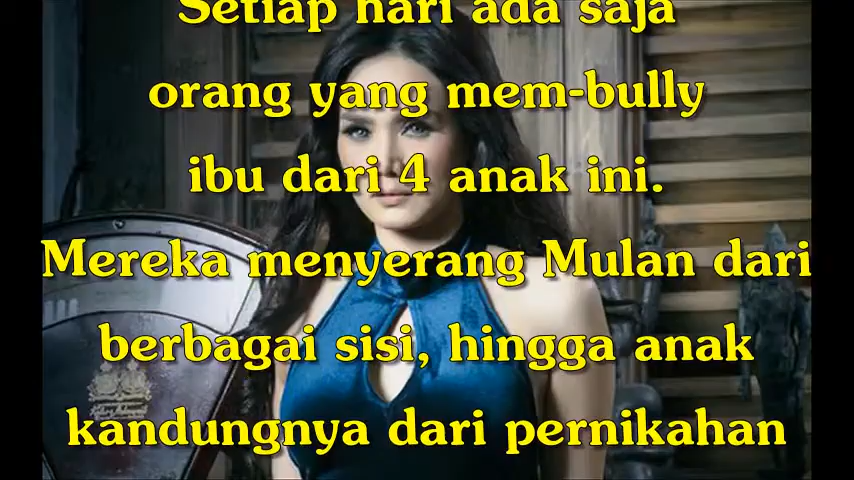 Setiap hari ada saja
orang yang mem-bully
ibu dari 4 anak ini.
Mereka menyerang Mulan dari
berbagai sisi, hingga anak
kandungnya dari pernikahan